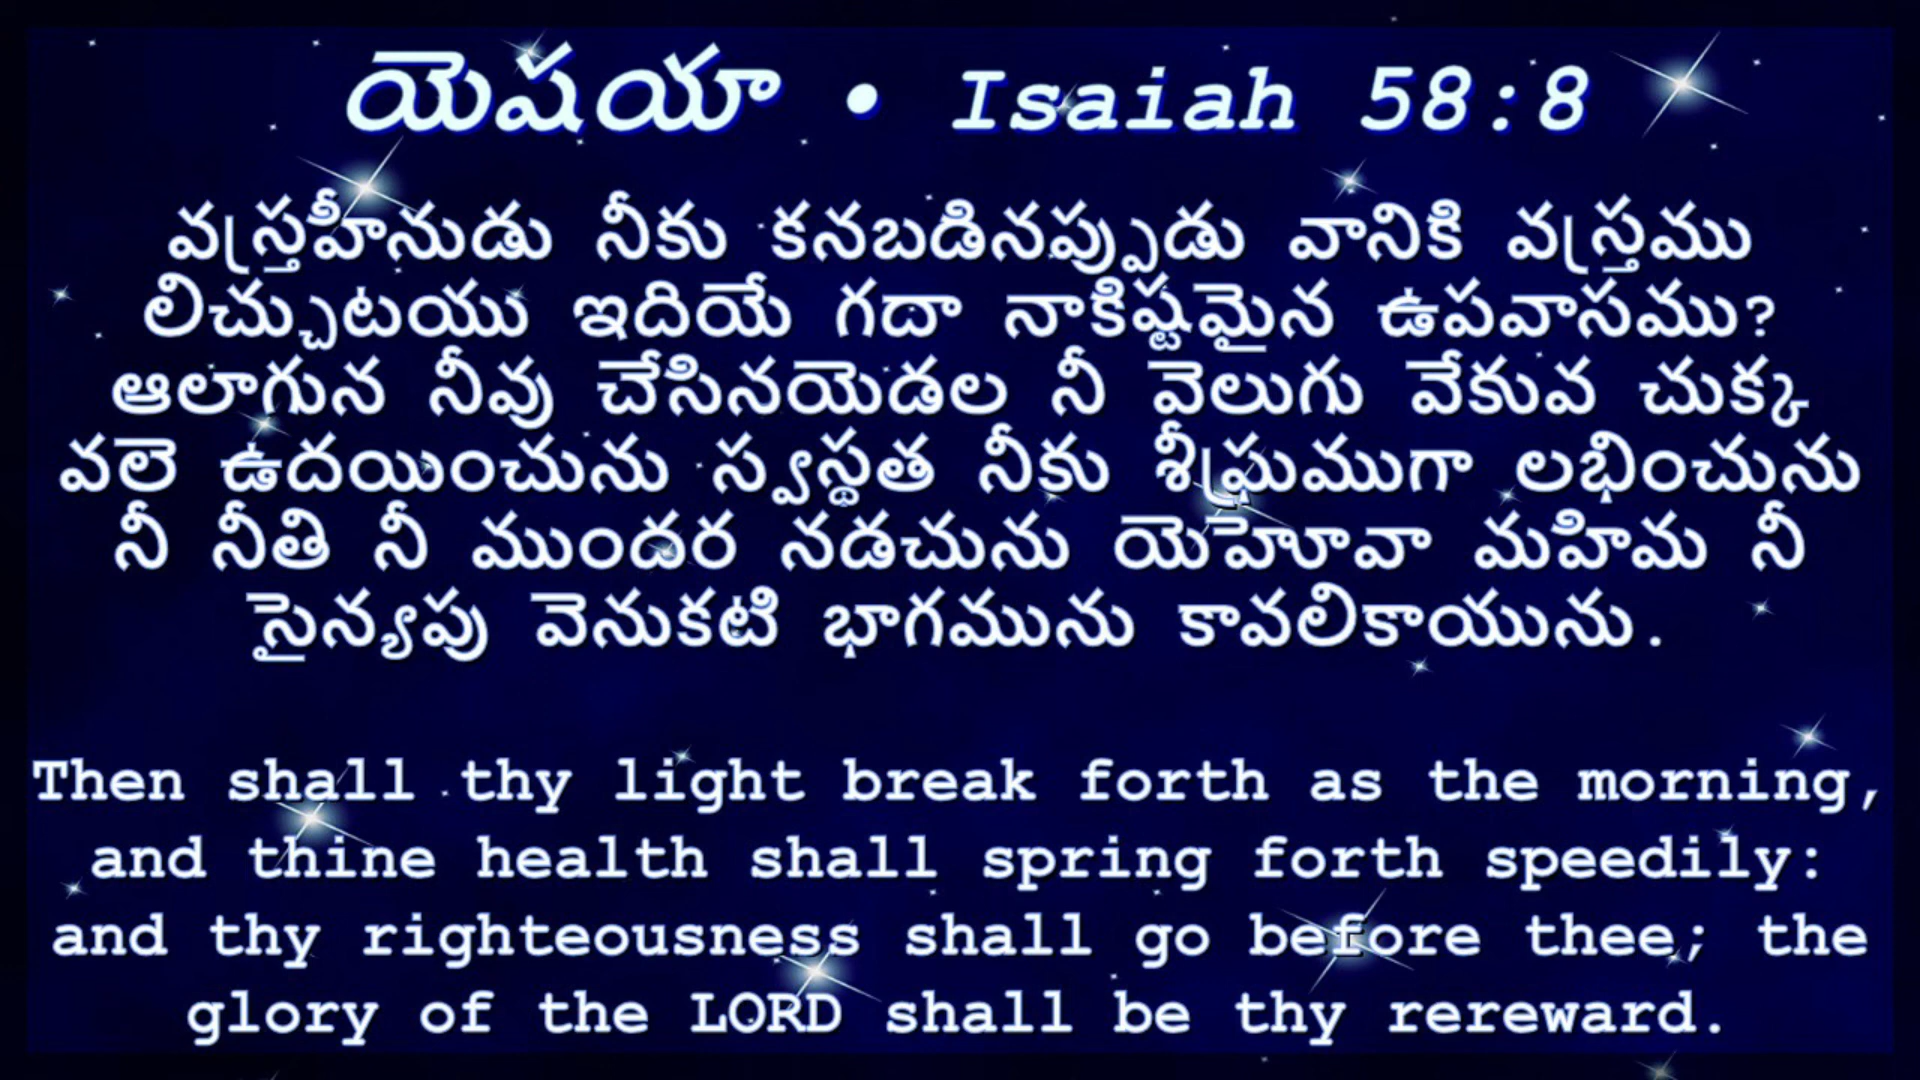 యెషయా • Isaiah 58:8
వస్త్రహీనుడు నీకు కనబడినప్పుడు వానికి వస్త్రము
లిచ్చుటయు ఇదియే గదా నాకిష్టమైన ఉపవాసము?
ఆలాగున నీవు చేసినయెడల నీ వెలుగు వేకువ చుక్క
వలె ఉదయించును స్వస్థత నీకు శీఘ్రముగా లభించును
నీ నీతి నీ ముందర నడచును యెహోవా మహిమ నీ
సైన్యపు వెనుకటి భాగమును కావలికాయును.
Then shall thy light break forth as the morning,
and thine health shall spring forth speedily:
and thy righteousness shall go before thee; the
glory of the LORD shall be thy rereward.